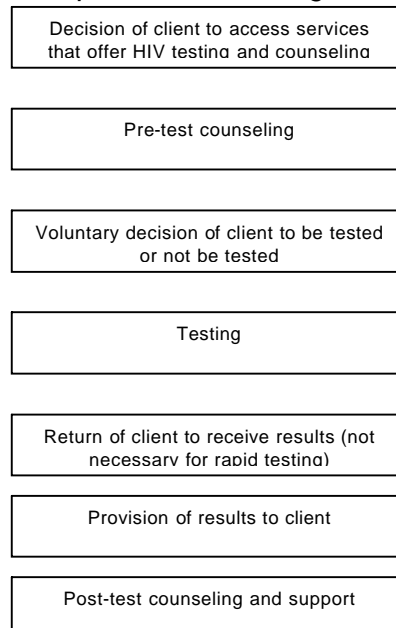 Decision of client to access services
that offer HIV testing and counseling
Pre-test counseling
Voluntary decision of client to be tested
or not be tested
Testing
Return of client to receive results (not
necessary for rapid testing)
Provision of results to client
Post-test counseling and support